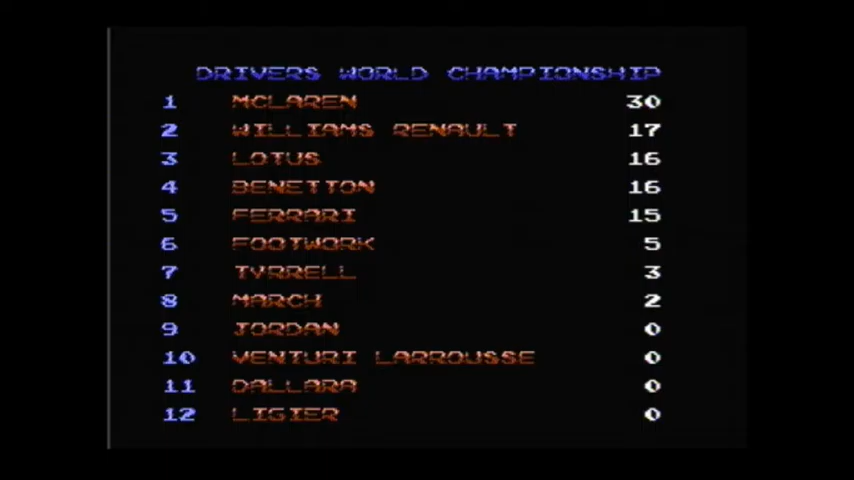 DRIVERS WORLD CHAMPIONSHIP
1 MCLAREN 30
2 WILLIAMS RENAULT 17
3 LOTUS 16
4 BENETTON 16
5 FERRARI 15
6 FOOTWORK 5
7 TYRRELL 3
8 MARCH 2
9 JORDAN 0
10 VENTURI LARROUSSE 0
11 DALLARA 0
12 LIGIER 0